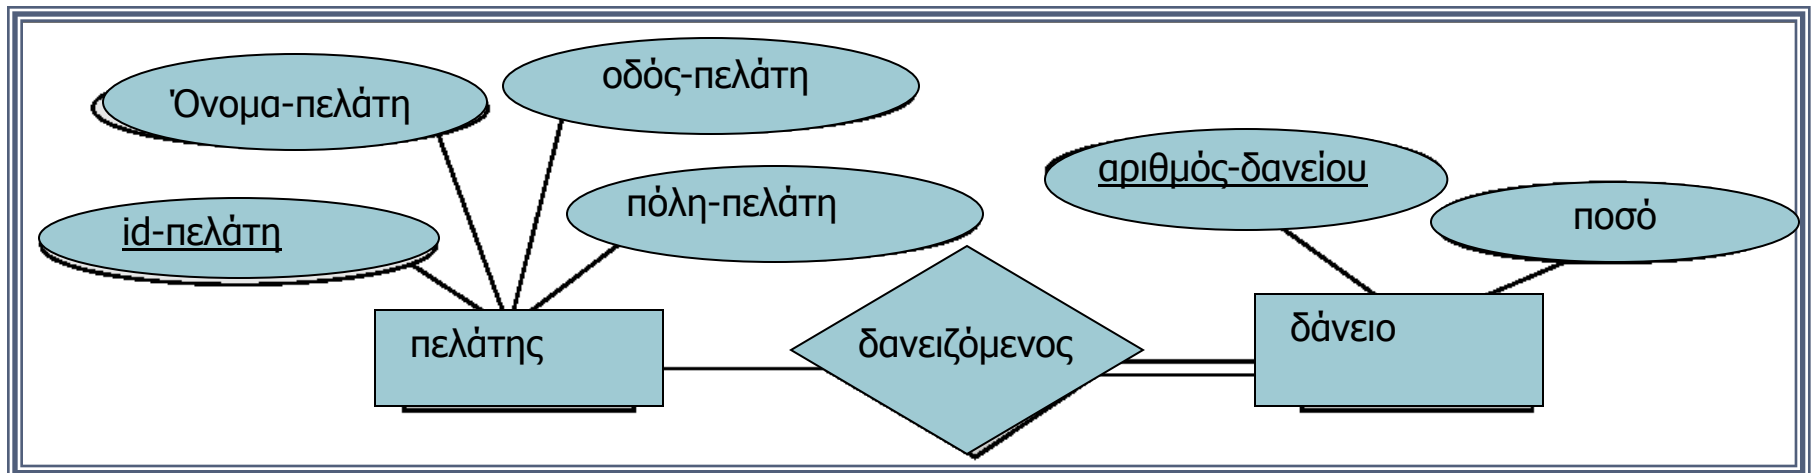 Όνομα-πελάτη
οδός-πελάτη
id-πελάτη
πόλη-πελάτη
αριθμός-δανείου
ποσό
πελάτης
δανειζόμενος
δάνειο